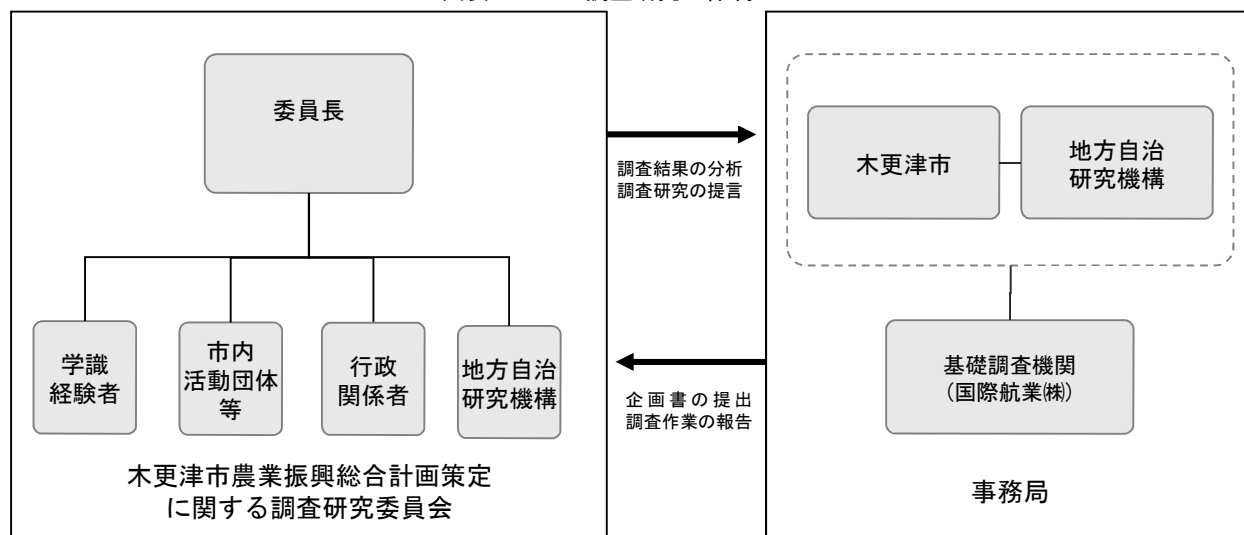 委員長
学識
経験者
市内
活動団体
等
行政
関係者
地方自治
研究機構
木更津市農業振興総合計画策定
に関する調査研究委員会
調査結果の分析
調査研究の提言
企画書の提出
調査作業の報告
木更津市
地方自治
研究機構
基礎調査機関
(国際航業㈱)
事務局